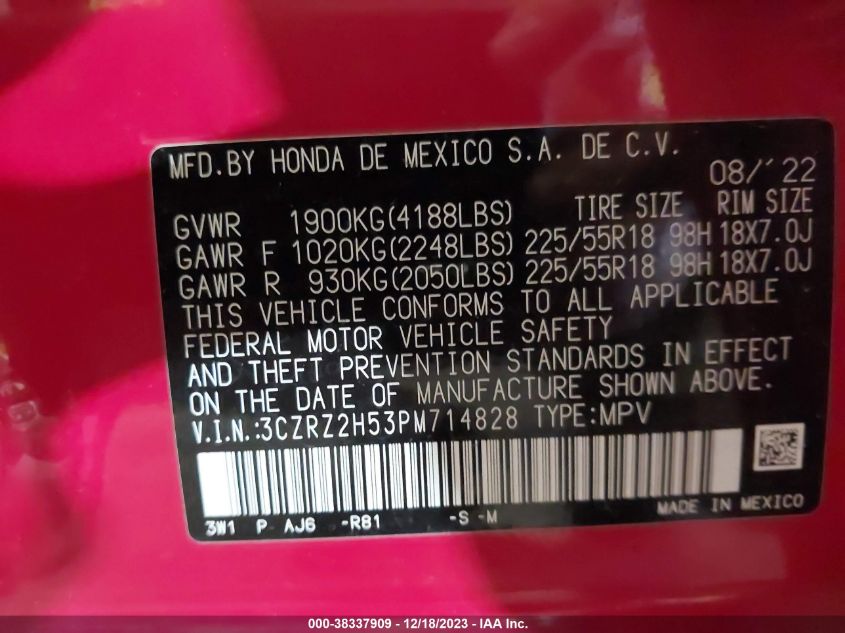 MFD.BY HONDA DE MEXICO S.A. DE C.V.
08/'22
GVWR 1900KG(4188LBS) TIRE SIZE RIM SIZE
GAWR F 1020KG(2248LBS) 225/55R18 98H 18X7.0J
GAWR R 930KG(2050LBS) 225/55R18 98H 18X7.0J
THIS VEHICLE CONFORMS TO ALL APPLICABLE
FEDERAL MOTOR VEHICLE SAFETY
AND THEFT PREVENTION STANDARDS IN EFFECT
ON THE DATE OF MANUFACTURE SHOWN ABOVE.
V.I.N.:3CZRZ2H53PM714828 TYPE:MPV
3W1 P AJ6 -R81 -S -M MADE IN MEXICO
000-38337909 - 12/18/2023 - IAA Inc.